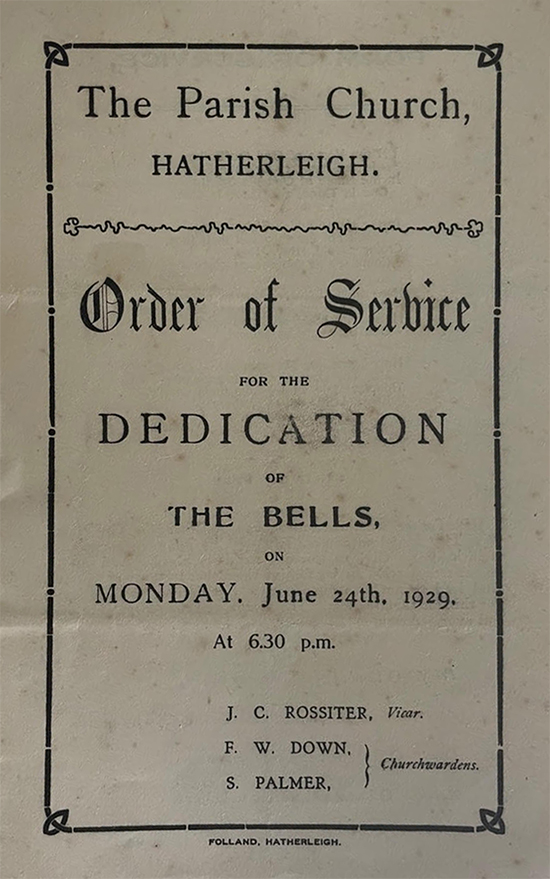 The Parish Church,
HATHERLEIGH.
Order of Service
FOR THE
DEDICATION
OF
THE BELLS,
ON
MONDAY. June 24th. 1929.
At 6.30 p.m.
J. C. ROSSITER, Vicar.
F. W. DOWN,
Churchwardens.
S. PALMER,
FOLLAND, HATHERLEIGH.